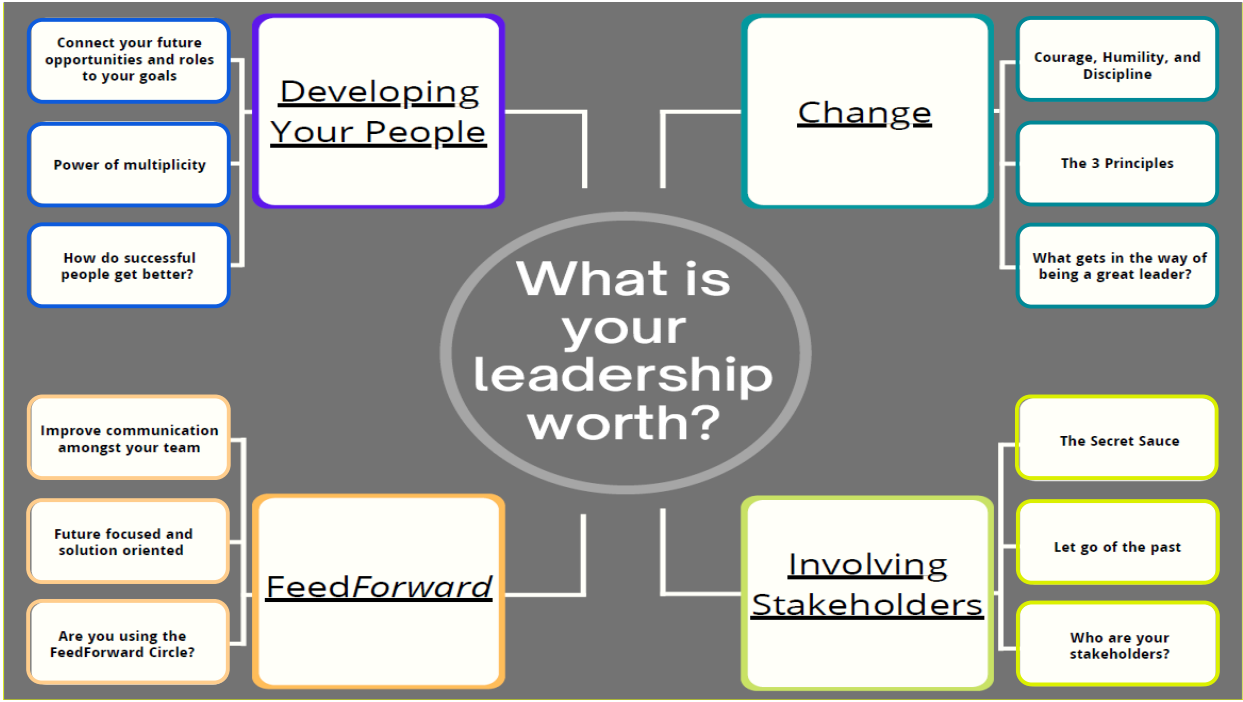 Connect your future
opportunities and roles
to your goals
Power of multiplicity
How do successful
people get better?
Developing
Your People
Change
Courage, Humility, and
Discipline
The 3 Principles
What gets in the way of
being a great leader?
What is
your
leadership
worth?
Improve communication
amongst your team
Future focused and
solution oriented
Are you using the
FeedForward Circle?
FeedForward
Involving
Stakeholders
The Secret Sauce
Let go of the past
Who are your
stakeholders?